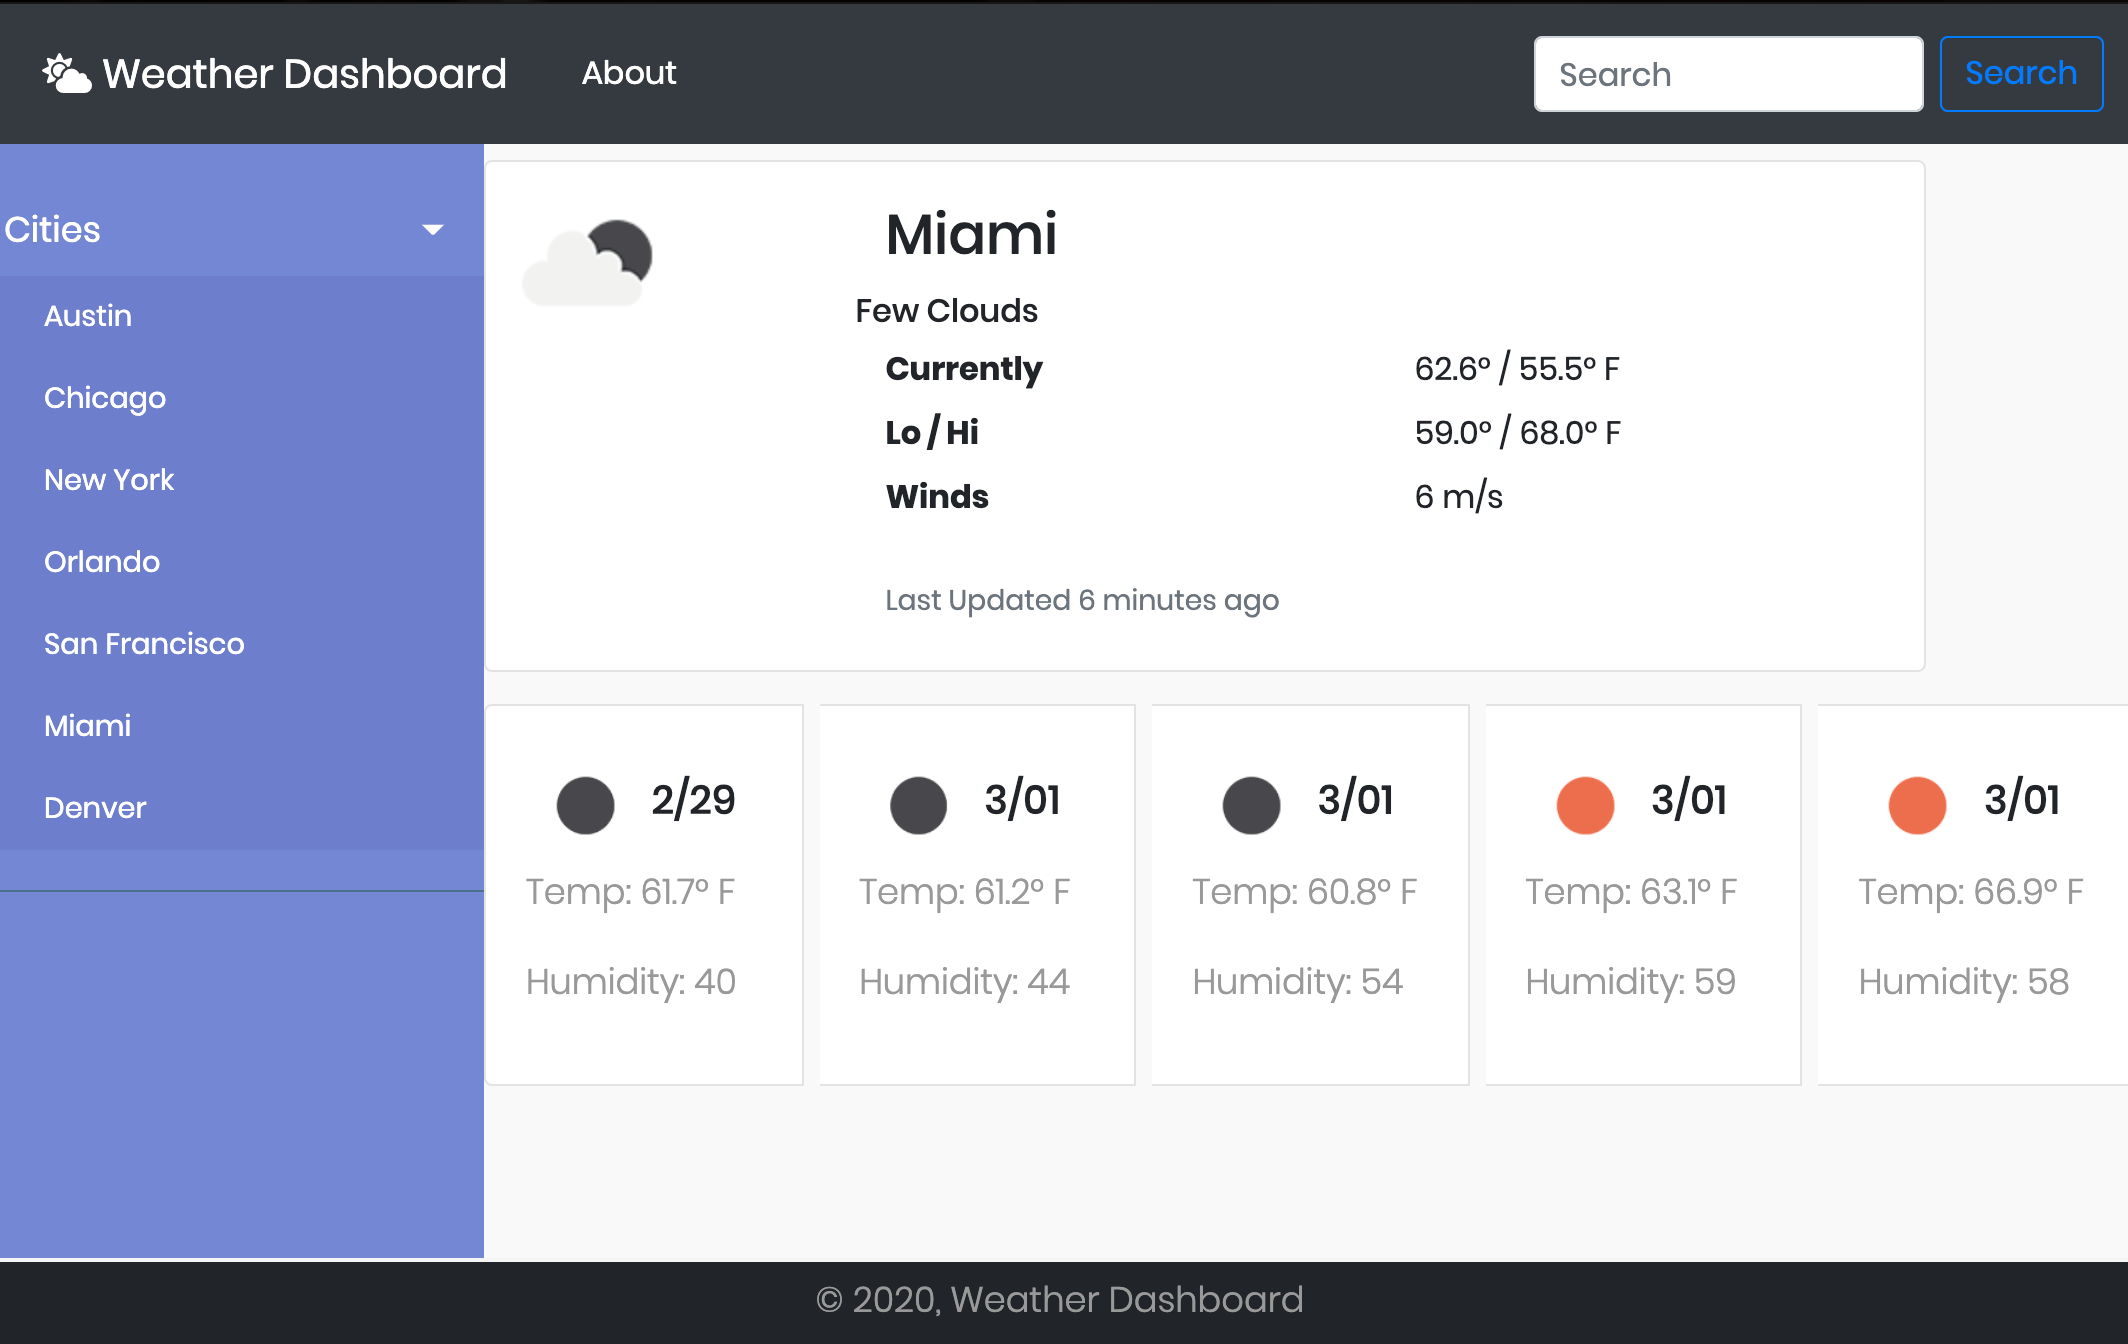 Weather Dashboard About Search Search
Cities
Austin
Chicago
New York
Orlando
San Francisco
Miami
Denver
Miami
Few Clouds
Currently 62.6° / 55.5° F
Lo / Hi 59.0° / 68.0° F
Winds 6 m/s
Last Updated 6 minutes ago
2/29
Temp: 61.7° F
Humidity: 40
3/01
Temp: 61.2° F
Humidity: 44
3/01
Temp: 60.8° F
Humidity: 54
3/01
Temp: 63.1° F
Humidity: 59
3/01
Temp: 66.9° F
Humidity: 58
© 2020, Weather Dashboard